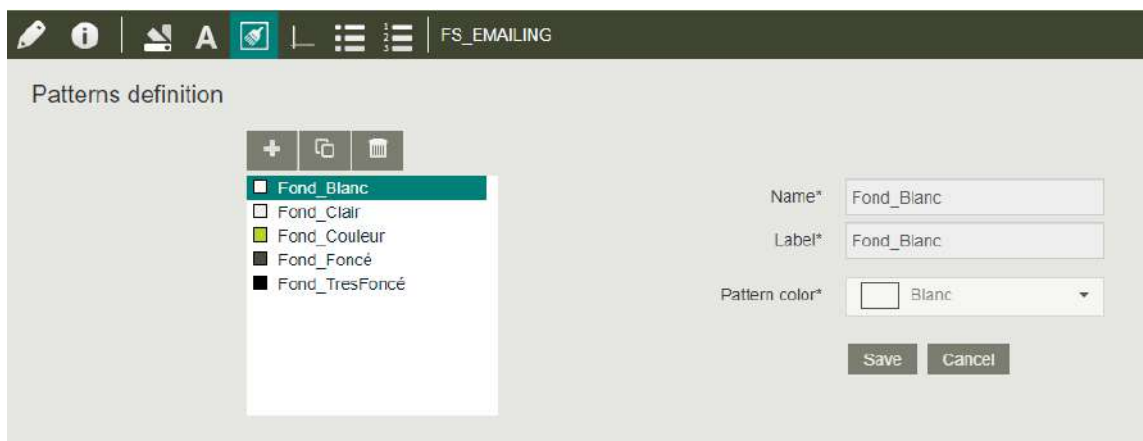 FS_EMAILING
Patterns definition
Fond_Blanc
Fond_Clair
Fond_Couleur
Fond_Foncé
Fond_TresFoncé
Name* Fond_Blanc
Label* Fond_Blanc
Pattern color* Blanc
Save Cancel